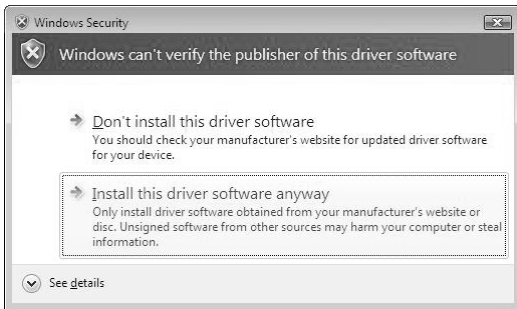 Windows Security
Windows can't verify the publisher of this driver software
Don't install this driver software
You should check your manufacturer's website for updated driver software
for your device.
Install this driver software anyway
Only install driver software obtained from your manufacturer's website or
disc. Unsigned software from other sources may harm your computer or steal
information.
See details